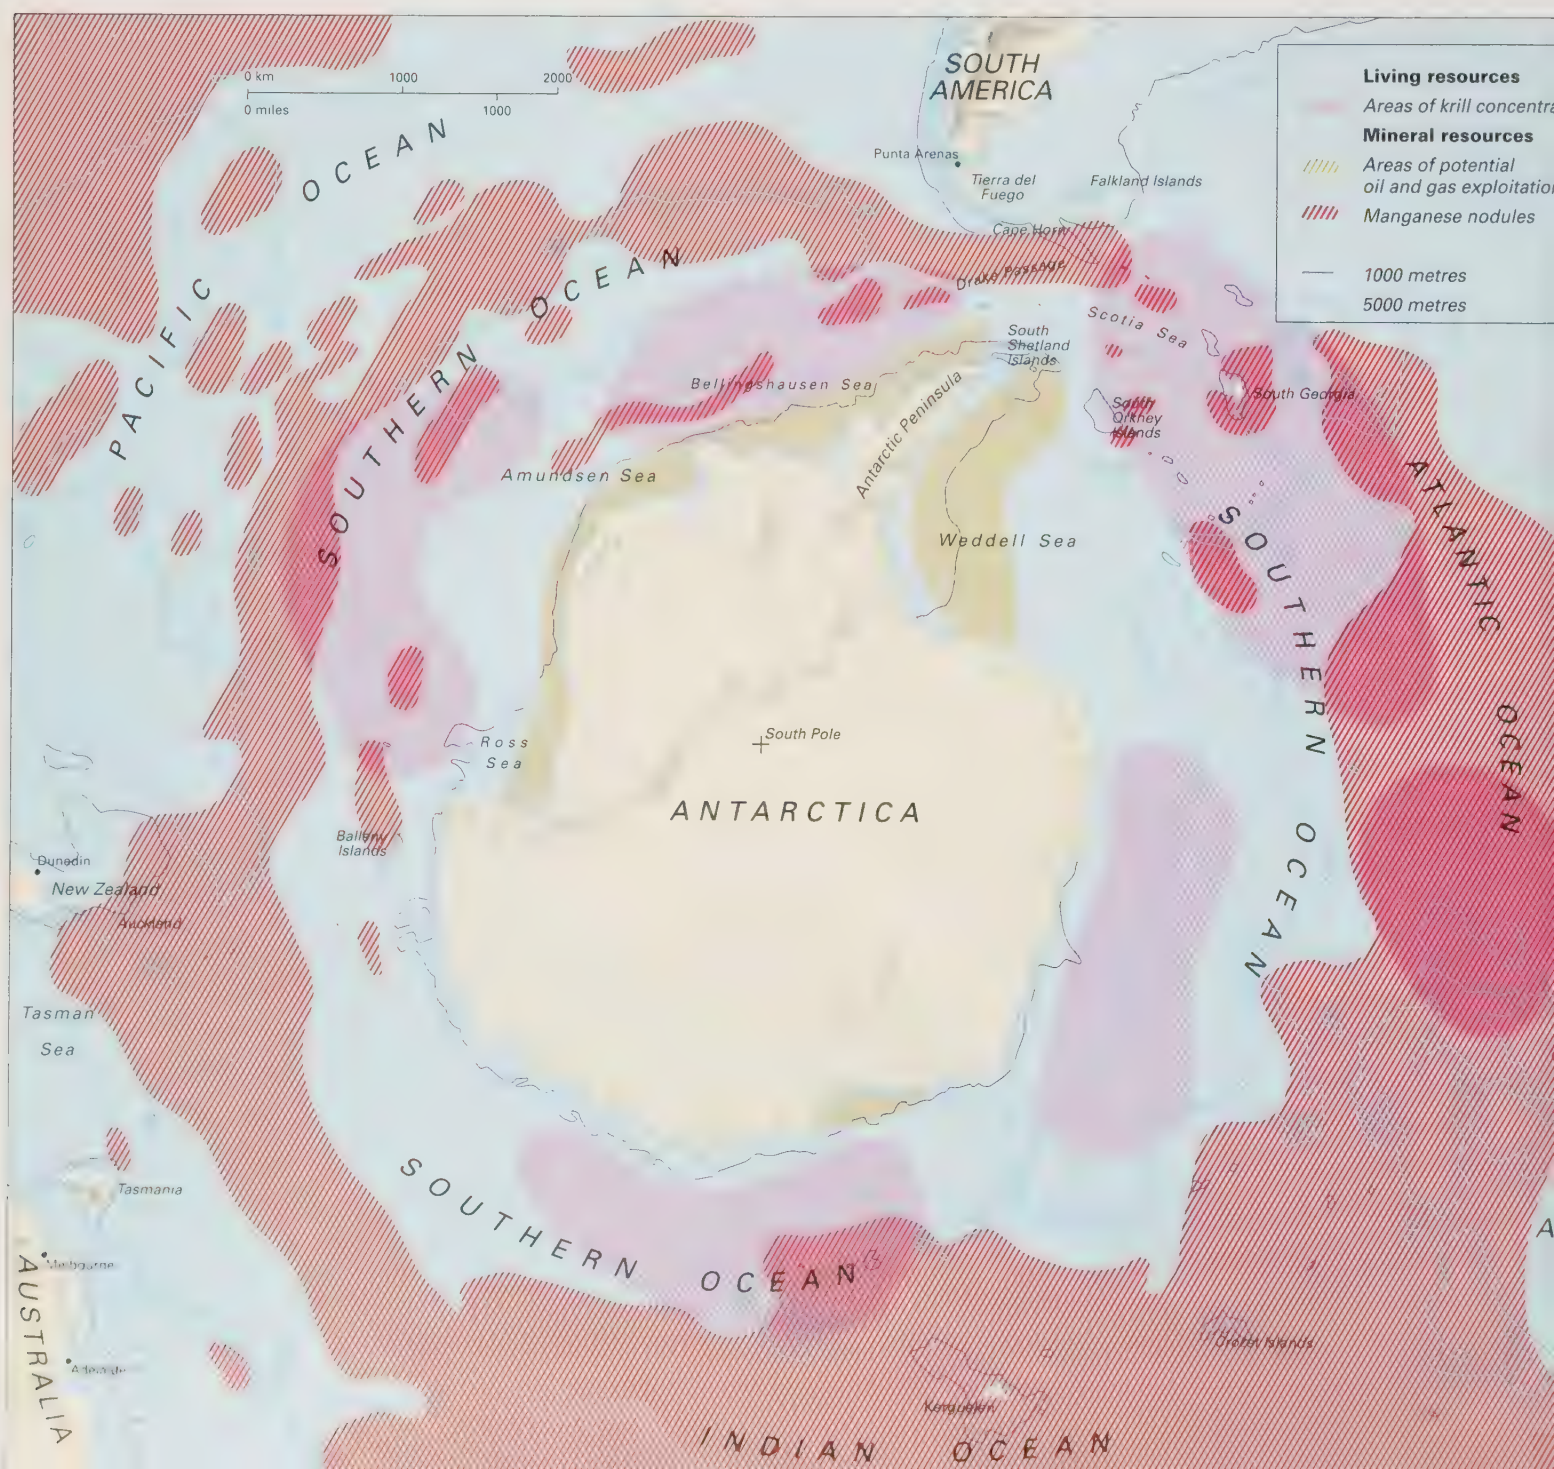 0 km 1000 2000
0 miles 1000
SOUTH
AMERICA
Living resources
Areas of krill concentra
Mineral resources
Areas of potential
oil and gas exploitation
Manganese nodules
1000 metres
5000 metres
PACIFIC OCEAN
Punta Arenas
Tierra del
Fuego
Falkland Islands
Cape Horn
Drake Passage
Scotia Sea
South
Shetland
Islands
South Georgia
South
Orkney
Islands
SOUTHERN OCEAN
Bellingshausen Sea
Antarctic Peninsula
Amundsen Sea
Weddell Sea
SOUTHERN OCEAN
ATLANTIC OCEAN
Ross
Sea
South Pole
ANTARCTICA
Balleny
Islands
Dunedin
New Zealand
Auckland
Tasman
Sea
Tasmania
Melbourne
AUSTRALIA
Adelaide
SOUTHERN OCEAN
A
Crozet Islands
Kerguelen
INDIAN OCEAN